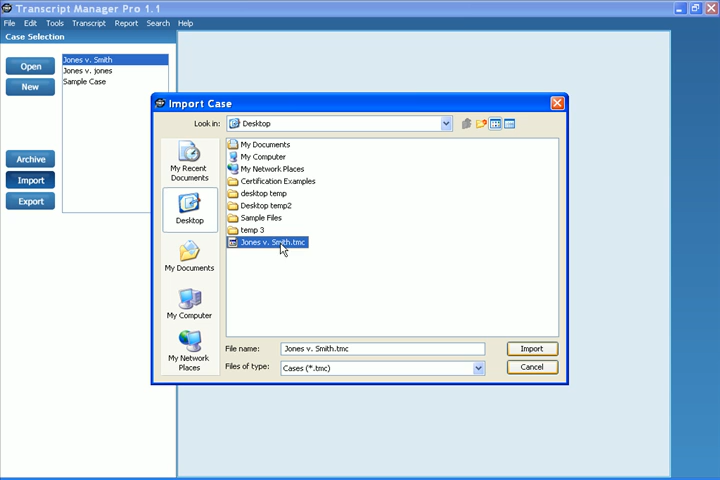 Transcript Manager Pro 1.1
File Edit Tools Transcript Report Search Help
Case Selection
Open
New
Archive
Import
Export
Jones v. Smith
Jones v. jones
Sample Case
Import Case
Look in: Desktop
My Recent
Documents
Desktop
My Documents
My Computer
My Network
Places
My Documents
My Computer
My Network Places
Certification Examples
desktop temp
Desktop temp2
Sample Files
temp 3
Jones v. Smith.tmc
File name: Jones v. Smith.tmc Import
Files of type: Cases (*.tmc) Cancel